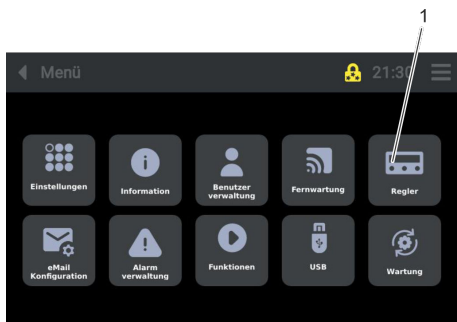 1
Menü
21:30
Einstellungen
Information
Benutzer
verwaltung
Fernwartung
Regler
eMail
Konfiguration
Alarm
verwaltung
Funktionen
USB
Wartung